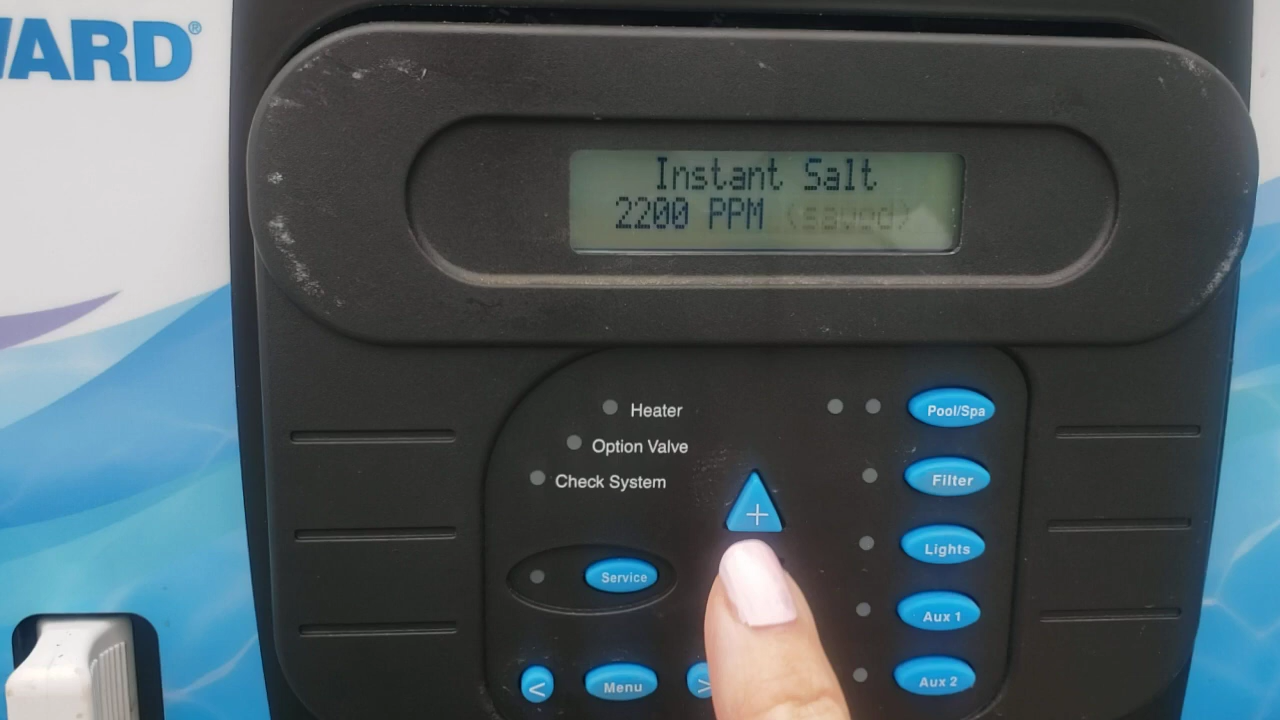 WARD®
Instant Salt
2200 PPM (saved)
Heater
Option Valve
Check System
+
Service
<
Menu
>
Pool/Spa
Filter
Lights
Aux 1
Aux 2